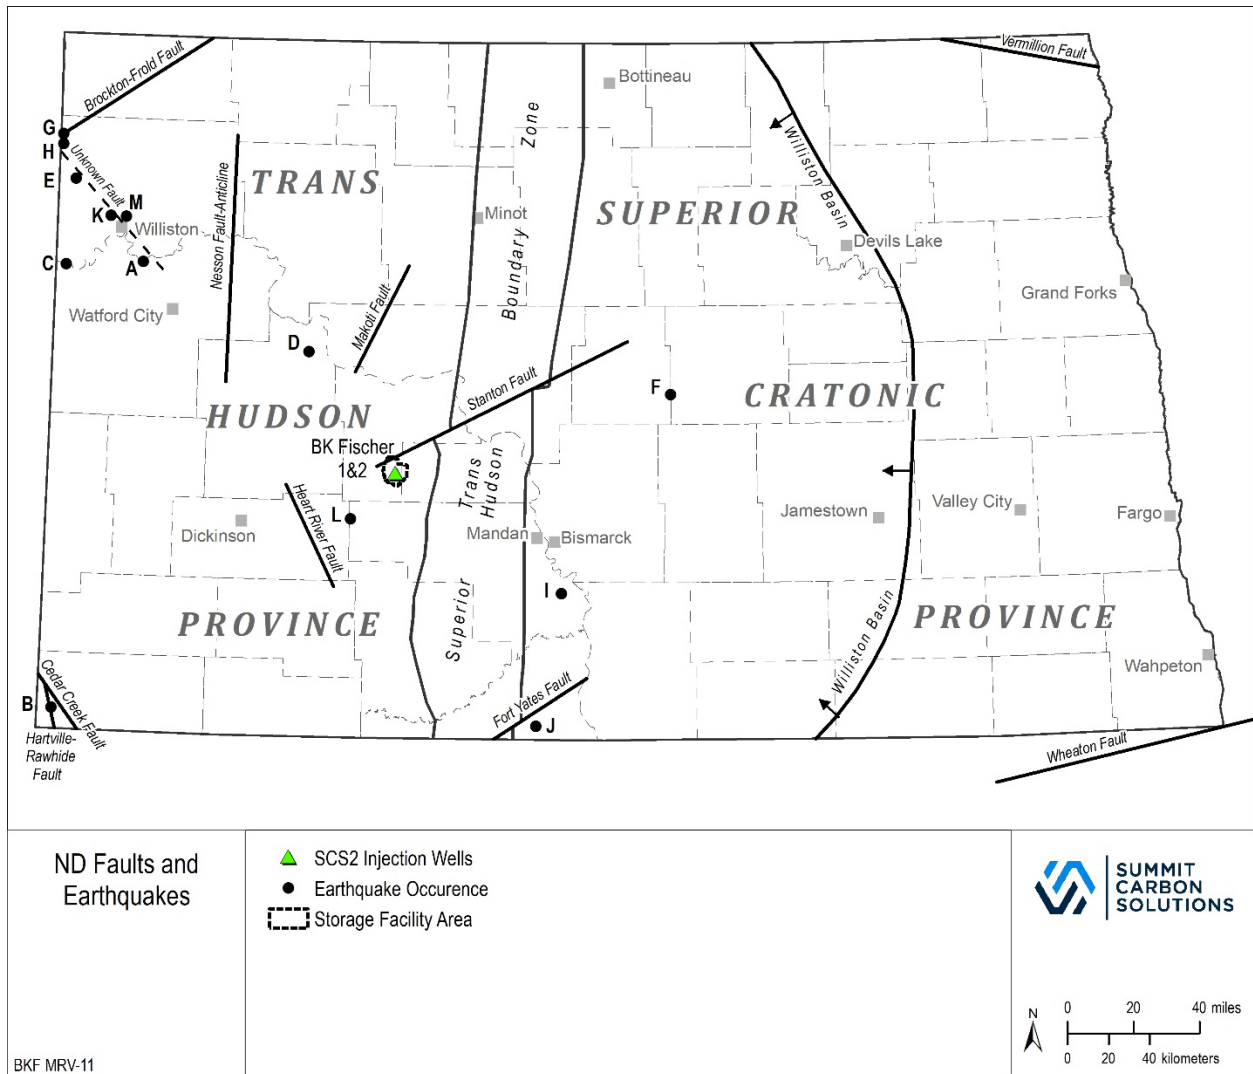 Brockton-Frold Fault
Vermillion Fault
Bottineau
Zone
G
H
Unknown Fault
Williston Basin
E
TRANS
Nesson Fault-Anticline
K
M
Williston
Minot
SUPERIOR
Boundary
Devils Lake
C
A
Grand Forks
Watford City
Makoti Fault
D
Stanton Fault
F
CRATONIC
HUDSON
BK Fischer
1&2
Trans
Hudson
Heart River Fault
L
Dickinson
Mandan
Bismarck
Jamestown
Valley City
Fargo
I
PROVINCE
Superior
Williston Basin
PROVINCE
Wahpeton
Cedar Creek Fault
B
Fort Yates Fault
J
Hartville-
Rawhide
Fault
Wheaton Fault
ND Faults and
Earthquakes
SCS2 Injection Wells
Earthquake Occurence
Storage Facility Area
SUMMIT
CARBON
SOLUTIONS
N
0 20 40 miles
0 20 40 kilometers
BKF MRV-11